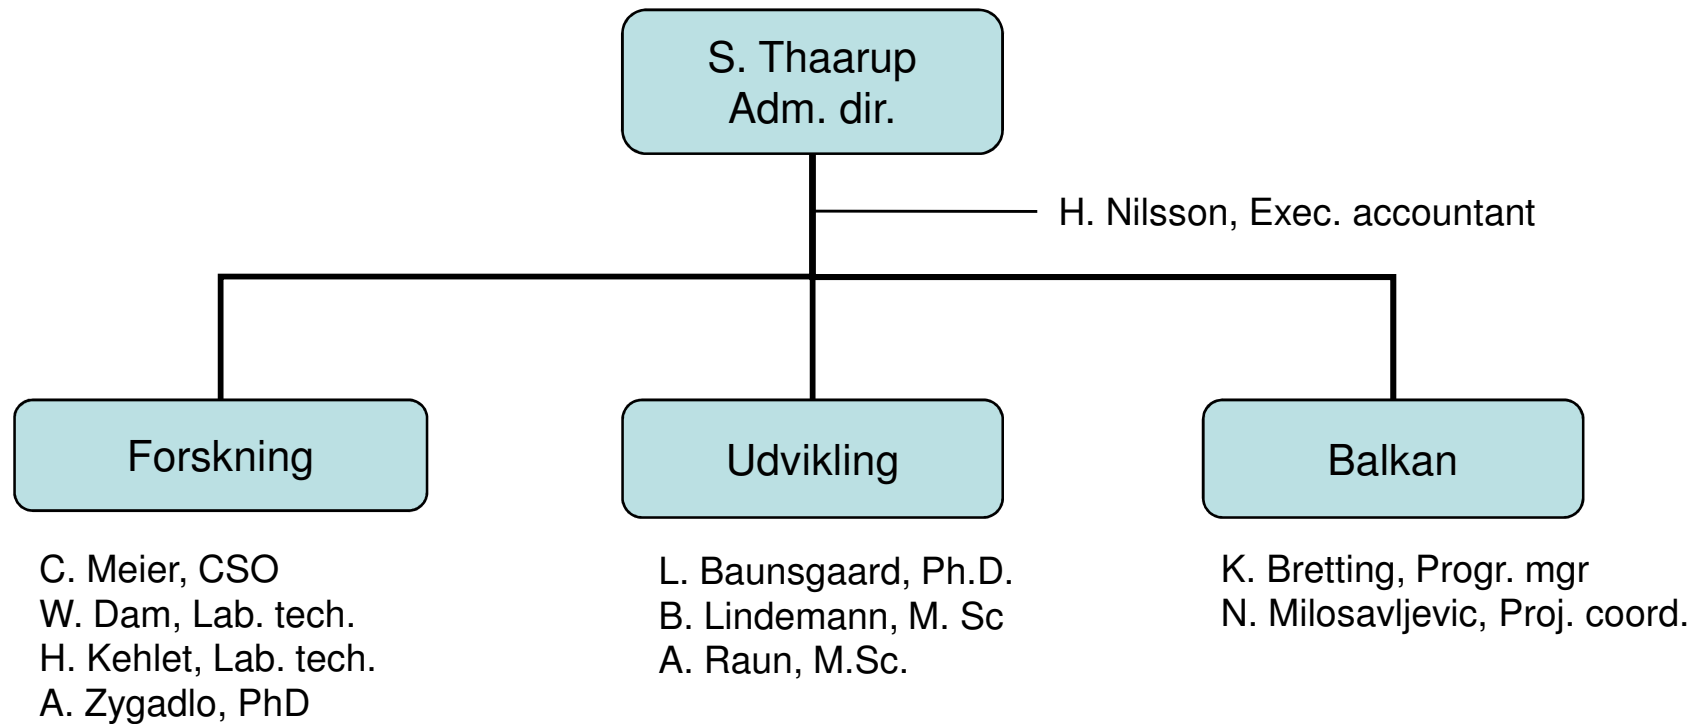 S. Thaarup
Adm. dir.
H. Nilsson, Exec. accountant
Forskning
C. Meier, CSO
W. Dam, Lab. tech.
H. Kehlet, Lab. tech.
A. Zygadlo, PhD
Udvikling
L. Baunsgaard, Ph.D.
B. Lindemann, M. Sc
A. Raun, M.Sc.
Balkan
K. Bretting, Progr. mgr
N. Milosavljevic, Proj. coord.